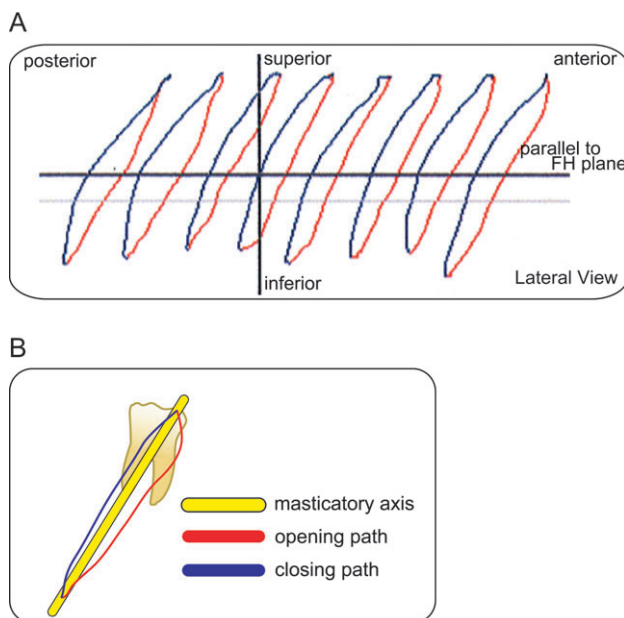 A
posterior
superior
anterior
parallel to
FH plane
inferior
Lateral View
B
masticatory axis
opening path
closing path